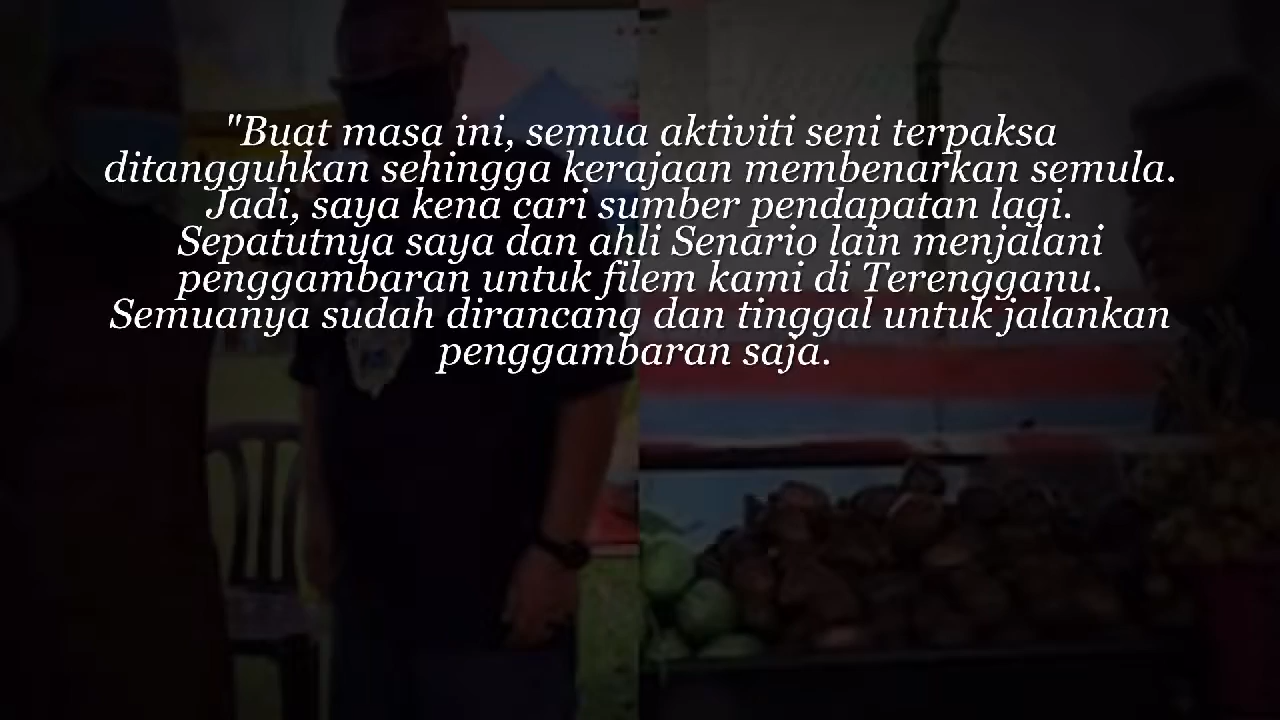 "Buat masa ini, semua aktiviti seni terpaksa
ditangguhkan sehingga kerajaan membenarkan semula.
Jadi, saya kena cari sumber pendapatan lagi.
Sepatutnya saya dan ahli Senario lain menjalani
penggambaran untuk filem kami di Terengganu.
Semuanya sudah dirancang dan tinggal untuk jalankan
penggambaran saja.